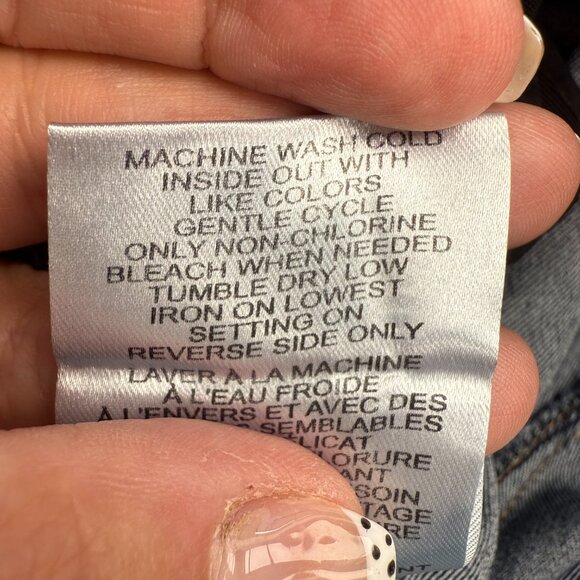 MACHINE WASH COLD
INSIDE OUT WITH
LIKE COLORS
GENTLE CYCLE
ONLY NON-CHLORINE
BLEACH WHEN NEEDED
TUMBLE DRY LOW
IRON ON LOWEST
SETTING ON
REVERSE SIDE ONLY
LAVER À LA MACHINE
À L'EAU FROIDE
À L'ENVERS ET AVEC DES
SEMBLABLES